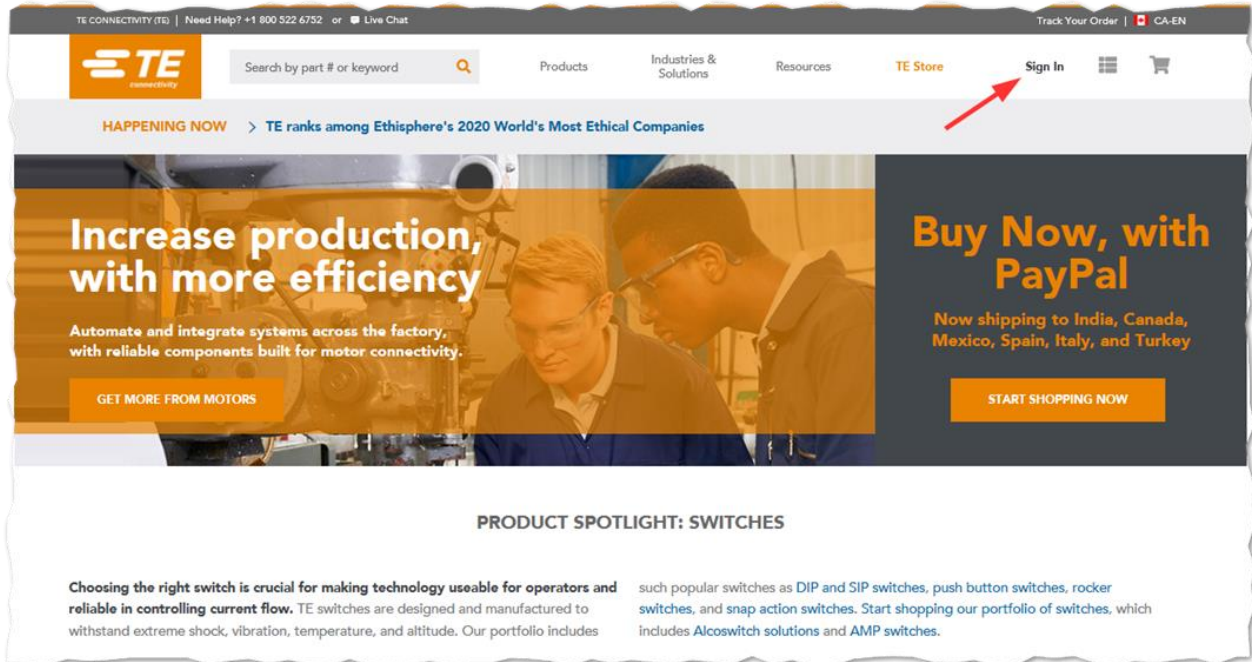 TE CONNECTIVITY (TE) | Need Help? +1 800 522 6752 or Live Chat
Track Your Order | CA-EN
TE
connectivity
Search by part # or keyword
Products
Industries &
Solutions
Resources
TE Store
Sign In
HAPPENING NOW > TE ranks among Ethisphere's 2020 World's Most Ethical Companies
Increase production,
with more efficiency
Automate and integrate systems across the factory,
with reliable components built for motor connectivity.
GET MORE FROM MOTORS
Buy Now, with
PayPal
Now shipping to India, Canada,
Mexico, Spain, Italy, and Turkey
START SHOPPING NOW
PRODUCT SPOTLIGHT: SWITCHES
Choosing the right switch is crucial for making technology useable for operators and
reliable in controlling current flow. TE switches are designed and manufactured to
withstand extreme shock, vibration, temperature, and altitude. Our portfolio includes
such popular switches as DIP and SIP switches, push button switches, rocker
switches, and snap action switches. Start shopping our portfolio of switches, which
includes Alcoswitch solutions and AMP switches.